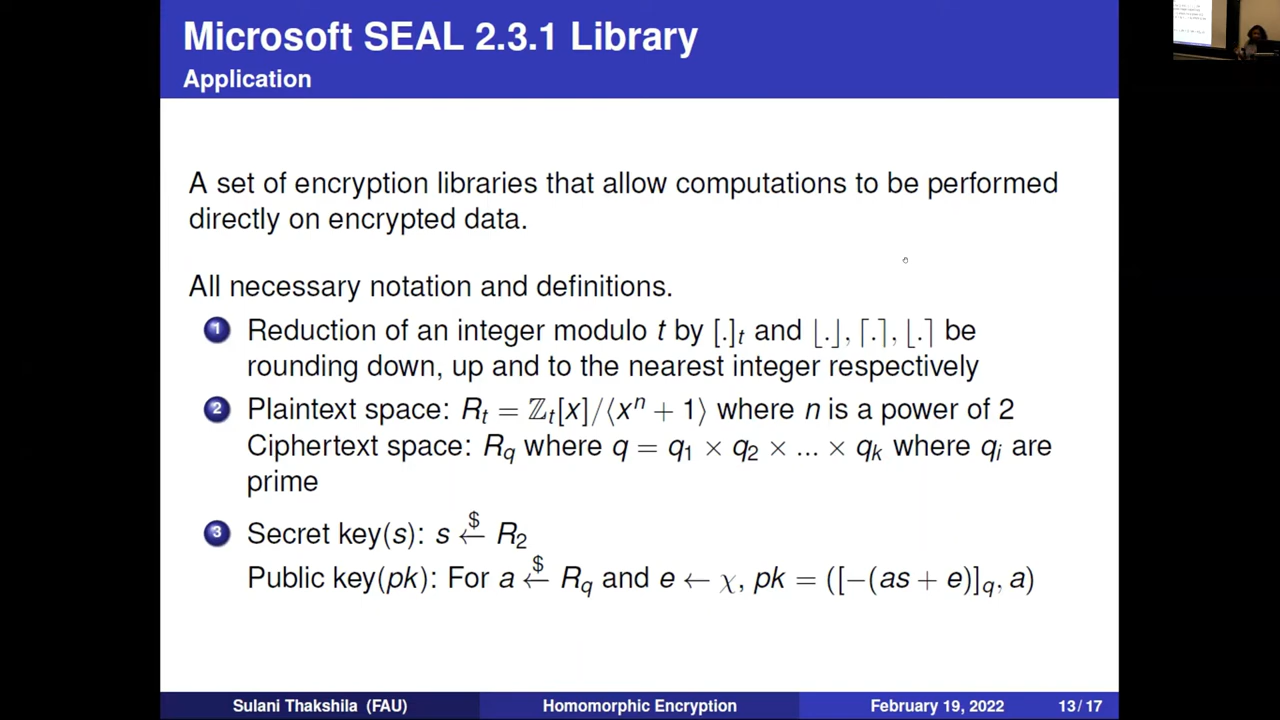 Microsoft SEAL 2.3.1 Library
Application
A set of encryption libraries that allow computations to be performed
directly on encrypted data.
All necessary notation and definitions.
1 Reduction of an integer modulo t by [.]ₜ and ⌊.⌋, ⌈.⌉, ⌊.⌉ be
rounding down, up and to the nearest integer respectively
2 Plaintext space: Rₜ = ℤₜ[x]/⟨xⁿ + 1⟩ where n is a power of 2
Ciphertext space: R_q where q = q₁ × q₂ × ... × qₖ where qᵢ are
prime
3 Secret key(s): s ←$ R₂
Public key(pk): For a ←$ R_q and e ← χ, pk = ([−(as + e)]_q, a)
Sulani Thakshila (FAU) Homomorphic Encryption February 19, 2022 13/17